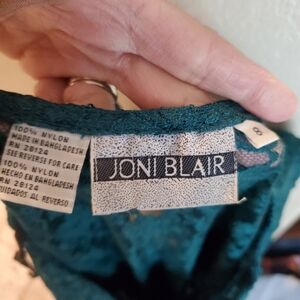 100% NYLON
MADE IN BANGLADESH
RN 28124
SEE REVERSE FOR CARE
100% NYLON
HECHO EN BANGLADESH
RN 28124
CUIDADOS AL REVERSO
JONI BLAIR
8